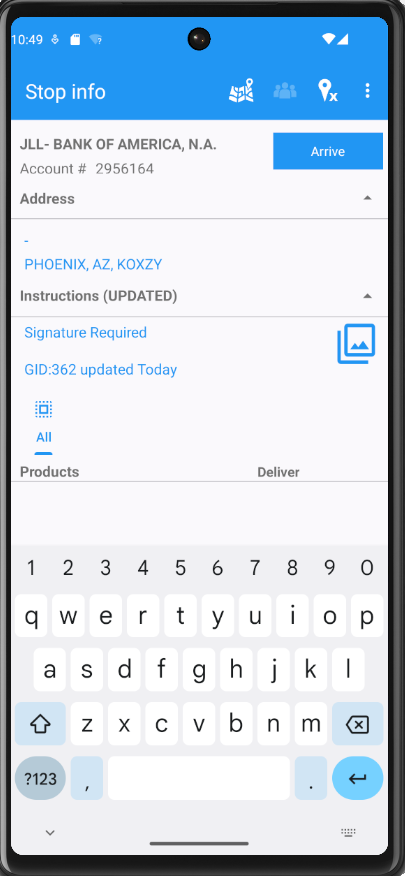 10:49
Stop info
JLL- BANK OF AMERICA, N.A.
Arrive
Account # 2956164
Address
-
PHOENIX, AZ, KOXZY
Instructions (UPDATED)
Signature Required
GID:362 updated Today
All
Products Deliver
1 2 3 4 5 6 7 8 9 0
q w e r t y u i o p
a s d f g h j k l
z x c v b n m
?123 , .